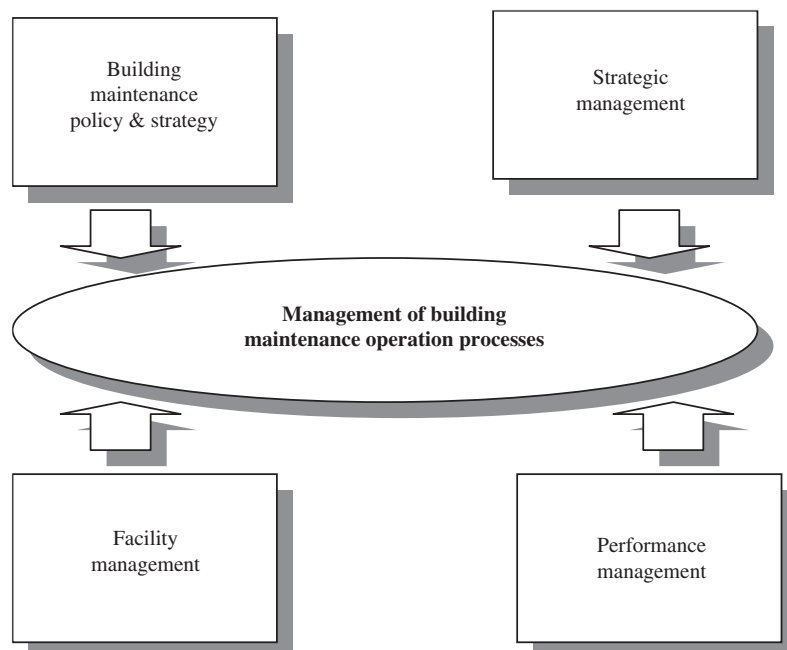 Building
maintenance
policy & strategy
Strategic
management
Management of building
maintenance operation processes
Facility
management
Performance
management